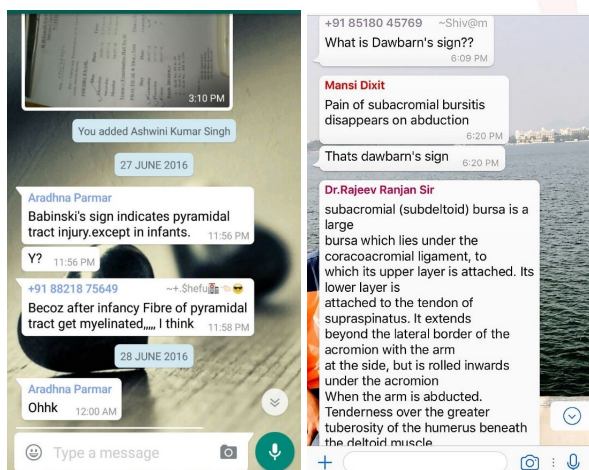 3:10 PM
You added Ashwini Kumar Singh
27 JUNE 2016
Aradhna Parmar
Babinski's sign indicates pyramidal
tract injury.except in infants. 11:56 PM
Y? 11:56 PM
+91 88218 75649 ~+.$hefu
Becoz after infancy Fibre of pyramidal
tract get myelinated,,,,, I think 11:58 PM
28 JUNE 2016
Aradhna Parmar
Ohhk 12:00 AM
Type a message
+91 85180 45769 ~Shiv@m
What is Dawbarn's sign??
6:09 PM
Mansi Dixit
Pain of subacromial bursitis
disappears on abduction
6:20 PM
Thats dawbarn's sign 6:20 PM
Dr.Rajeev Ranjan Sir
subacromial (subdeltoid) bursa is a
large
bursa which lies under the
coracoacromial ligament, to
which its upper layer is attached. Its
lower layer is
attached to the tendon of
supraspinatus. It extends
beyond the lateral border of the
acromion with the arm
at the side, but is rolled inwards
under the acromion
When the arm is abducted.
Tenderness over the greater
tuberosity of the humerus beneath
the deltoid muscle